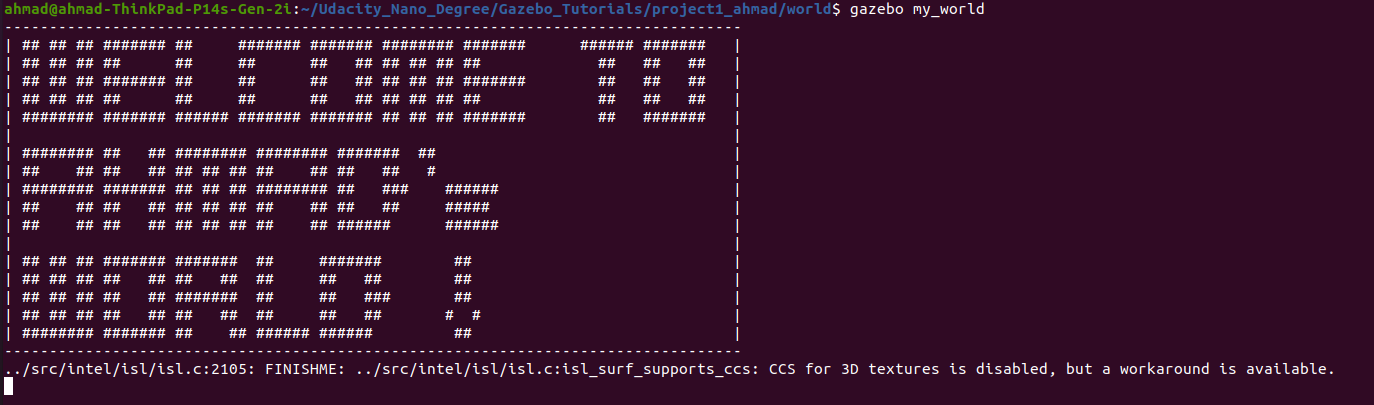 ahmad@ahmad-ThinkPad-P14s-Gen-2i:~/Udacity_Nano_Degree/Gazebo_Tutorials/project1_ahmad/world$ gazebo my_world
----------------------------------------------------------------------------------
| ## ## ## ####### ##     ####### ####### ######## #######      ###### #######   |
| ## ## ## ##      ##     ##      ##   ## ## ## ## ##             ##   ##   ##   |
| ## ## ## ####### ##     ##      ##   ## ## ## ## #######        ##   ##   ##   |
| ## ## ## ##      ##     ##      ##   ## ## ## ## ##             ##   ##   ##   |
| ######## ####### ###### ####### ####### ## ## ## #######        ##   #######   |
|                                                                                |
| ######## ##   ## ######## ######## #######  ##                                 |
| ##    ## ##   ## ## ## ## ##    ## ##   ##   #                                 |
| ######## ####### ## ## ## ######## ##   ###    ######                          |
| ##    ## ##   ## ## ## ## ##    ## ##   ##     #####                           |
| ##    ## ##   ## ## ## ## ##    ## ######      ######                          |
|                                                                                |
| ## ## ## ####### #######  ##     #######        ##                             |
| ## ## ## ##   ## ##   ##  ##     ##   ##        ##                             |
| ## ## ## ##   ## #######  ##     ##   ###       ##                             |
| ## ## ## ##   ## ##   ##  ##     ##   ##       #  #                            |
| ######## ####### ##    ## ###### ######         ##                             |
----------------------------------------------------------------------------------
../src/intel/isl/isl.c:2105: FINISHME: ../src/intel/isl/isl.c:isl_surf_supports_ccs: CCS for 3D textures is disabled, but a workaround is available.